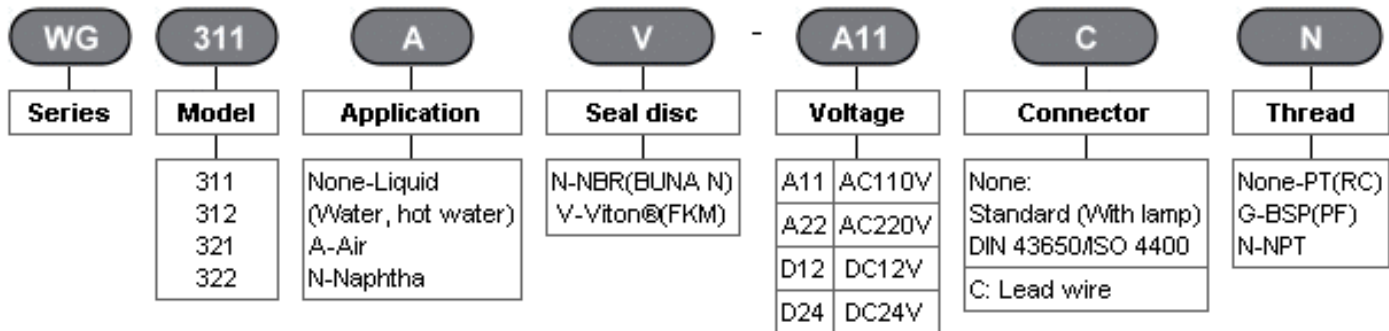 WG 311 A V - A11 C N
Series Model Application Seal disc Voltage Connector Thread
311
312
321
322
None-Liquid
(Water, hot water)
A-Air
N-Naphtha
N-NBR(BUNA N)
V-Viton®(FKM)
A11 AC110V
A22 AC220V
D12 DC12V
D24 DC24V
None:
Standard (With lamp)
DIN 43650/ISO 4400
C: Lead wire
None-PT(RC)
G-BSP(PF)
N-NPT